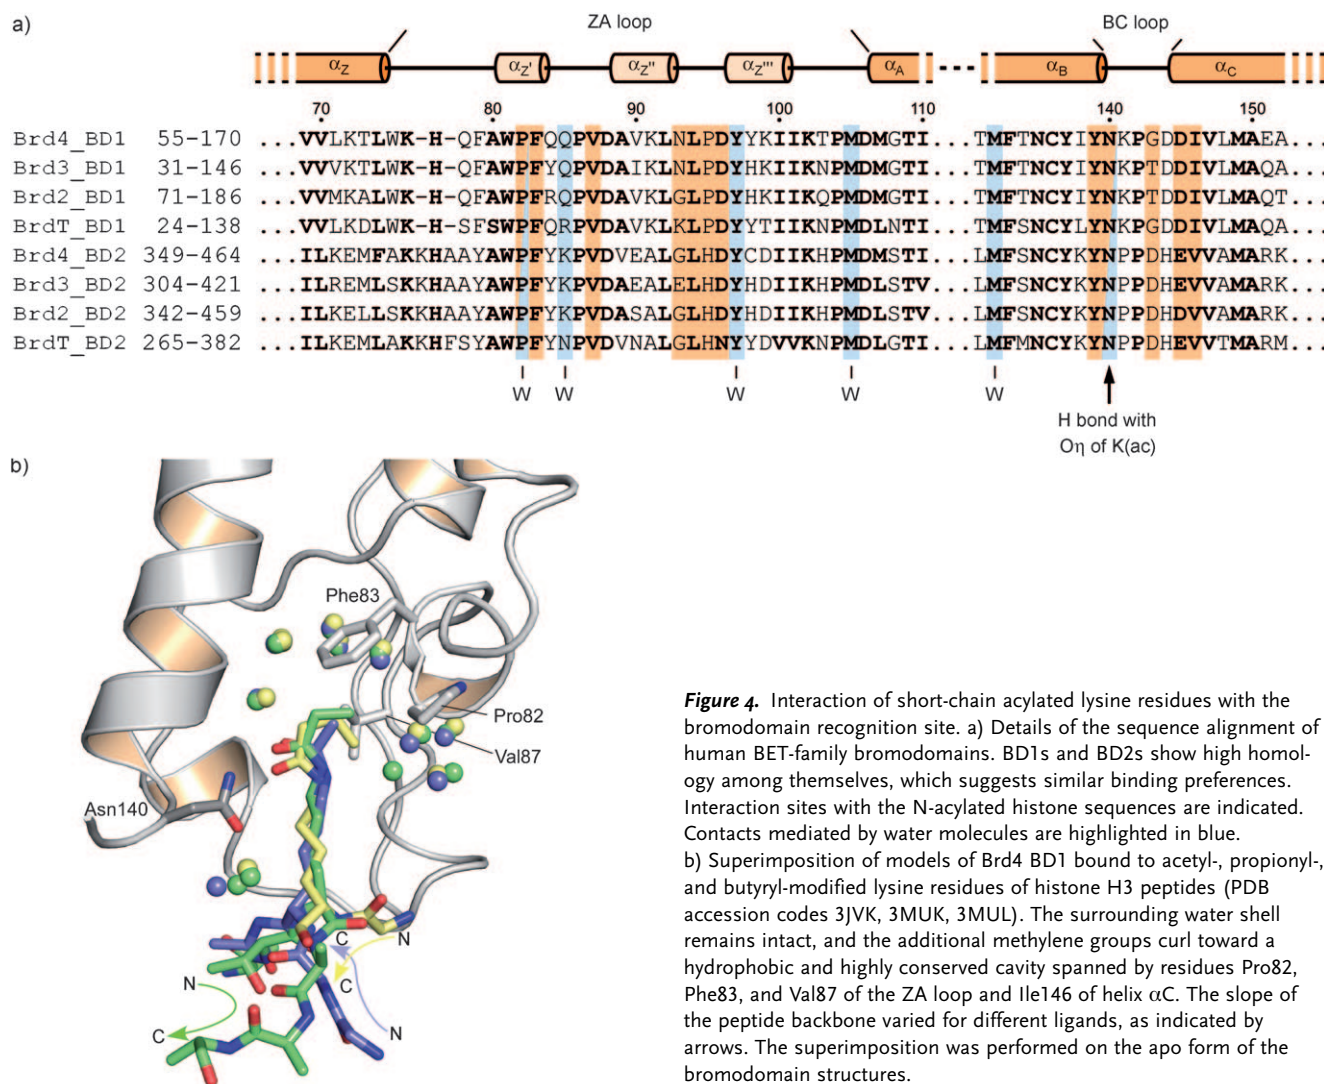 a)
ZA loop
BC loop
αZ
αZ'
αZ''
αZ'''
αA
αB
αC
70 80 90 100 110 140 150
Brd4_BD1 55-170 ...VVLKTLWK-H-QFAWPFQQPVDAVKLNLPDYYKIIKTPMDMGTI...TMFTNCYIYNKPGDDIVLMAEA...
Brd3_BD1 31-146 ...VVVKTLWK-H-QFAWPFYQPVDAIKLNLPDYHKIIKNPMDMGTI...TMFTNCYIYNKPTDDIVLMAQA...
Brd2_BD1 71-186 ...VVMKALWK-H-QFAWPFRQPVDAVKLGLPDYHKIIKQPMDMGTI...TMFTNCYIYNKPTDDIVLMAQT...
BrdT_BD1 24-138 ...VVLKDLWK-H-SFSWPFQRPVDAVKLKLPDYYTIIKNPMDLNTI...TMFSNCYLYNKPGDDIVLMAQA...
Brd4_BD2 349-464 ...ILKEMFAKKHAAYAWPFYKPVDVEALGLHDYCDIIKHPMDMSTI...LMFSNCYKYNPPDHEVVAMARK...
Brd3_BD2 304-421 ...ILREMLSKKHAAYAWPFYKPVDAEALELHDYHDIIKHPMDLSTV...LMFSNCYKYNPPDHEVVAMARK...
Brd2_BD2 342-459 ...ILKELLSKKHAAYAWPFYKPVDASALGLHDYHDIIKHPMDLSTV...LMFSNCYKYNPPDHDVVAMARK...
BrdT_BD2 265-382 ...ILKEMLAKKHFSYAWPFYNPVDVNALGLHNYYDVVKNPMDLGTI...LMFMNCYKYNPPDHEVVTMARM...
W W W W W
H bond with
Oη of K(ac)
b)
Phe83
Pro82
Val87
Asn140
C
N
N
C
C
N
Figure 4. Interaction of short-chain acylated lysine residues with the
bromodomain recognition site. a) Details of the sequence alignment of
human BET-family bromodomains. BD1s and BD2s show high homol-
ogy among themselves, which suggests similar binding preferences.
Interaction sites with the N-acylated histone sequences are indicated.
Contacts mediated by water molecules are highlighted in blue.
b) Superimposition of models of Brd4 BD1 bound to acetyl-, propionyl-,
and butyryl-modified lysine residues of histone H3 peptides (PDB
accession codes 3JVK, 3MUK, 3MUL). The surrounding water shell
remains intact, and the additional methylene groups curl toward a
hydrophobic and highly conserved cavity spanned by residues Pro82,
Phe83, and Val87 of the ZA loop and Ile146 of helix αC. The slope of
the peptide backbone varied for different ligands, as indicated by
arrows. The superimposition was performed on the apo form of the
bromodomain structures.